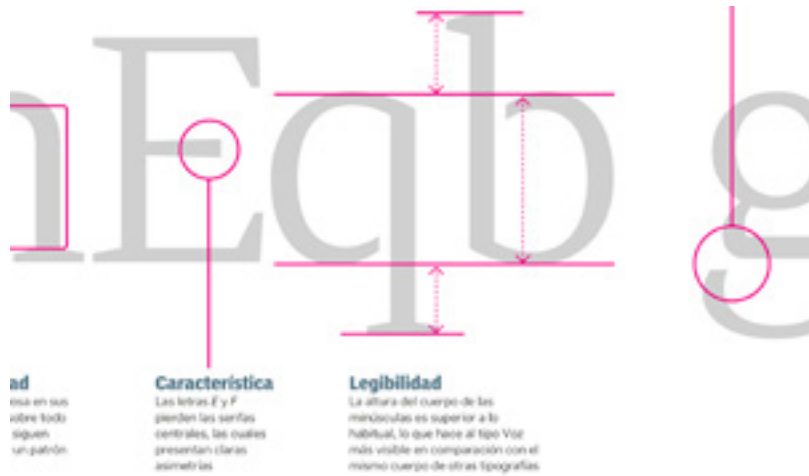 n E q b g
ad
osa en sus
sobre todo
siguen
un patrón
Característica
Las letras E y F
pierden las serifas
centrales, las cuales
presentan claras
asimetrías
Legibilidad
La altura del cuerpo de las
minúsculas es superior a lo
habitual, lo que hace al tipo Voz
más visible en comparación con el
mismo cuerpo de otras tipografías